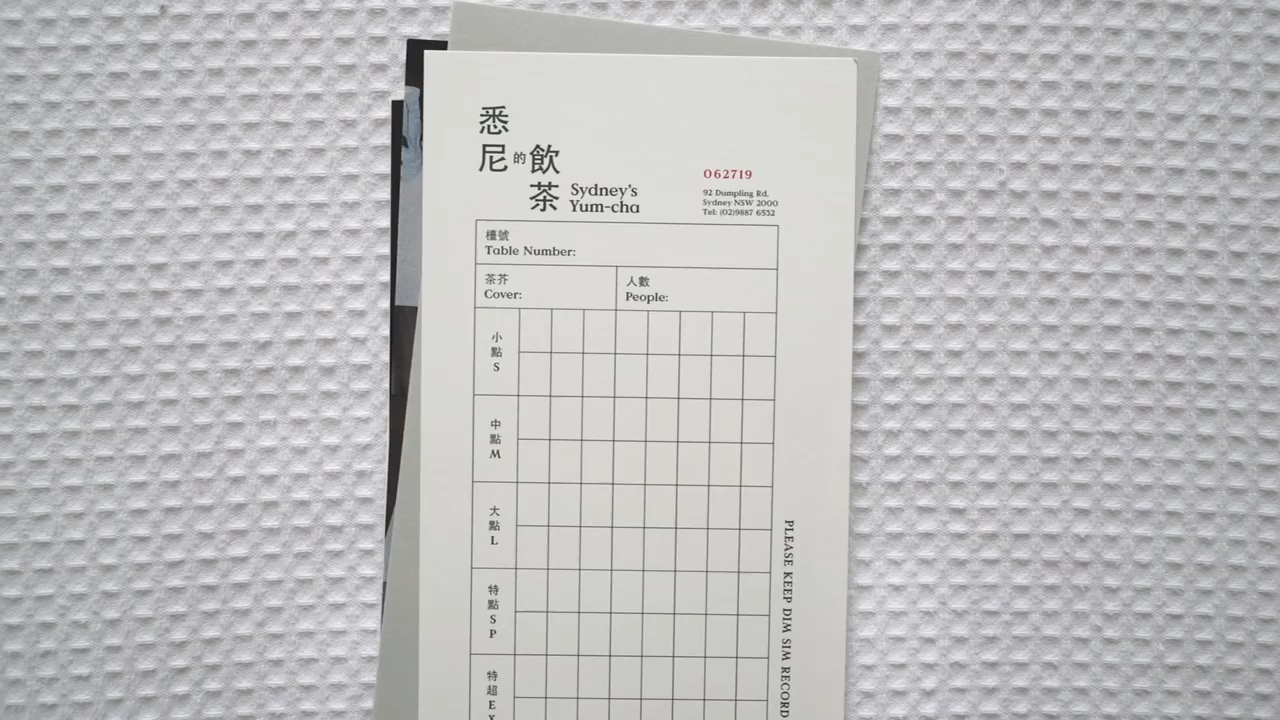 悉
尼的飲
茶
Sydney's
Yum-cha
062719
92 Dumpling Rd.
Sydney NSW 2000
Tel: (02)9887 6532
檯號
Table Number:
茶芥
Cover:
人數
People:
小
點
S
中
點
M
大
點
L
特
點
S
P
特
超
E
X
PLEASE KEEP DIM SIM RECORD